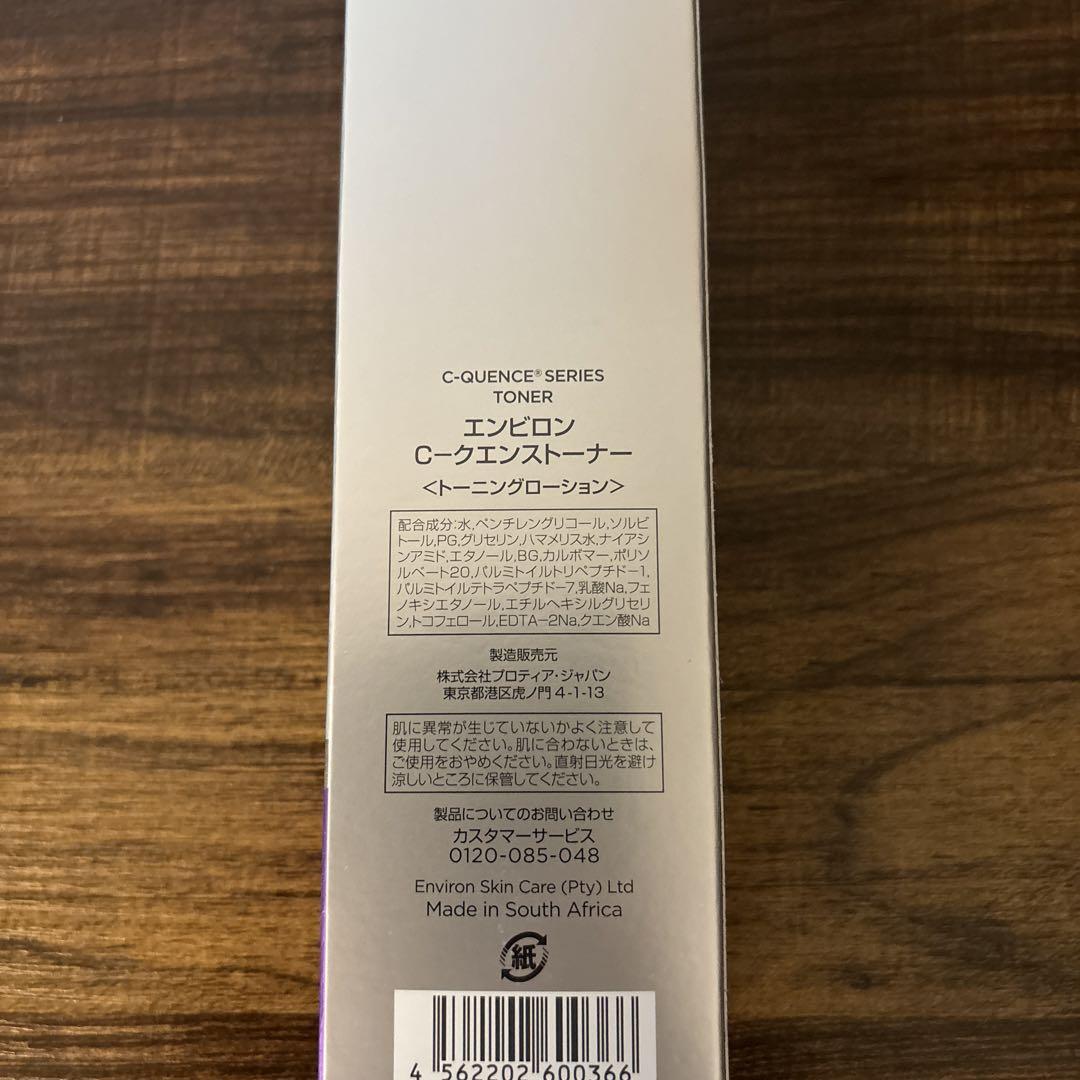 C-QUENCE® SERIES
TONER
エンビロン
C-クエンストーナー
<トーニングローション>
配合成分:水,ペンチレングリコール,ソルビ
トール,PG,グリセリン,ハマメリス水,ナイアシ
ンアミド,エタノール,BG,カルボマー,ポリソ
ルベート20,パルミトイルトリペプチド-1,
パルミトイルテトラペプチド-7,乳酸Na,フェ
ノキシエタノール,エチルヘキシルグリセリ
ン,トコフェロール,EDTA-2Na,クエン酸Na
製造販売元
株式会社プロティア・ジャパン
東京都港区虎ノ門4-1-13
肌に異常が生じていないかよく注意して
使用してください。肌に合わないときは、
ご使用をおやめください。直射日光を避け
涼しいところに保管してください。
製品についてのお問い合わせ
カスタマーサービス
0120-085-048
Environ Skin Care (Pty) Ltd
Made in South Africa
紙
4 562202 600366